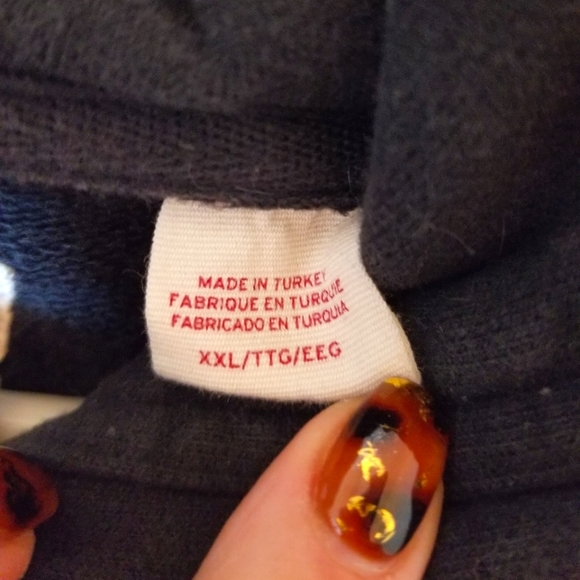 MADE IN TURKEY
FABRIQUE EN TURQUIE
FABRICADO EN TURQUIA
XXL/TTG/EEG